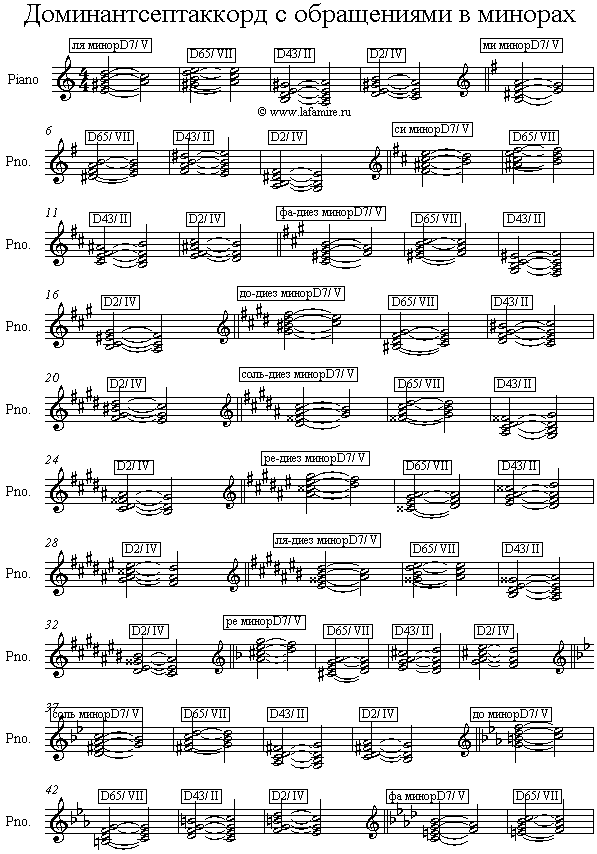 Доминантсептаккорд с обращениями в минорах
ля минорD7/ V D65/ VII D43/ II D2/ IV ми минорD7/ V
Piano
© www.lafamire.ru
6 D65/ VII D43/ II D2/ IV си минорD7/ V D65/ VII
Pno.
11 D43/ II D2/ IV фа-диез минорD7/ V D65/ VII D43/ II
Pno.
16 D2/ IV до-диез минорD7/ V D65/ VII D43/ II
Pno.
20 D2/ IV соль-диез минорD7/ V D65/ VII D43/ II
Pno.
24 D2/ IV ре-диез минорD7/ V D65/ VII D43/ II
Pno.
28 D2/ IV ля-диез минорD7/ V D65/ VII D43/ II
Pno.
32 D2/ IV ре минорD7/ V D65/ VII D43/ II D2/ IV
Pno.
37 соль минорD7/ V D65/ VII D43/ II D2/ IV до минорD7/ V
Pno.
42 D65/ VII D43/ II D2/ IV фа минорD7/ V D65/ VII
Pno.